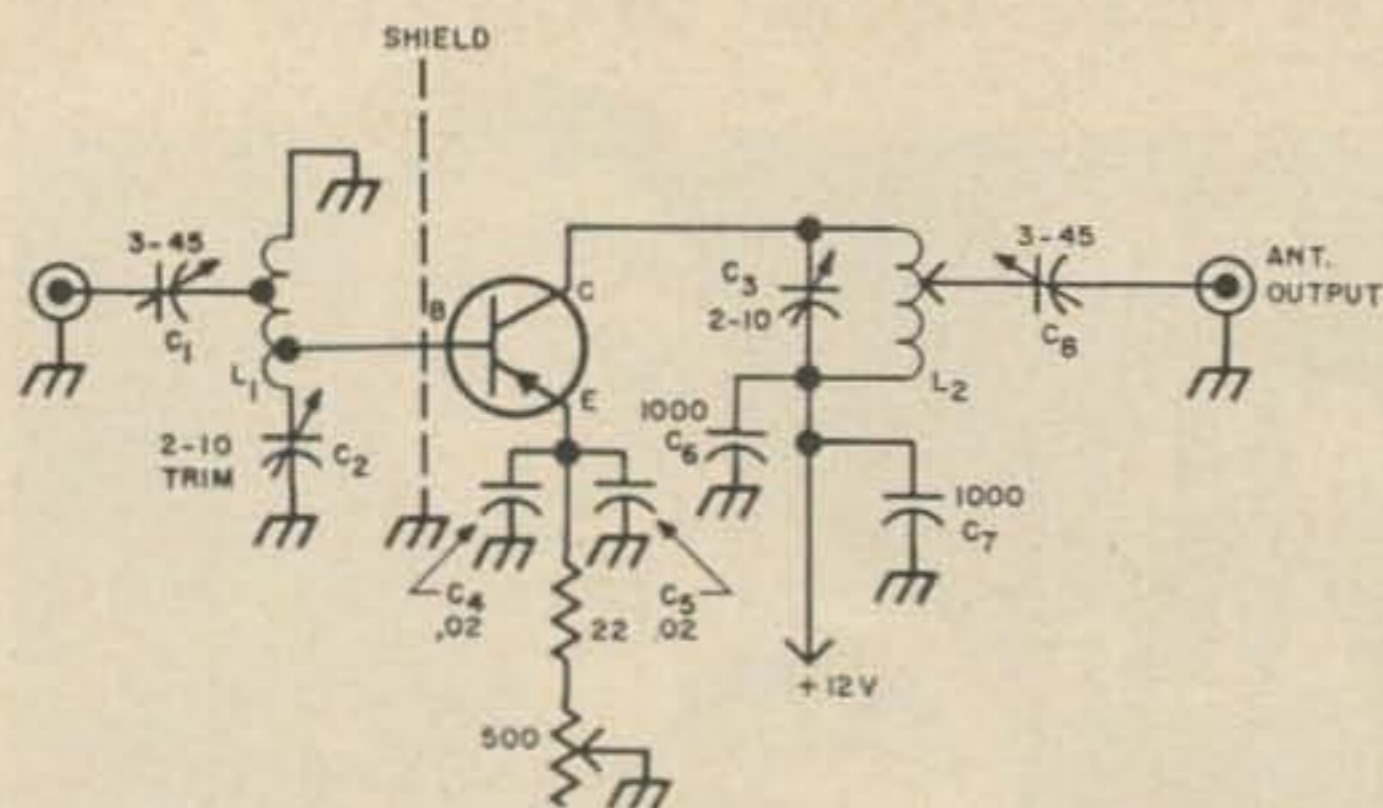 SHIELD
3-45
C1
L1
2-10
TRIM
C2
B
C
E
C4
.02
C5
.02
22
500
C3
2-10
1000
C6
1000
C7
+12V
L2
3-45
C8
ANT.
OUTPUT